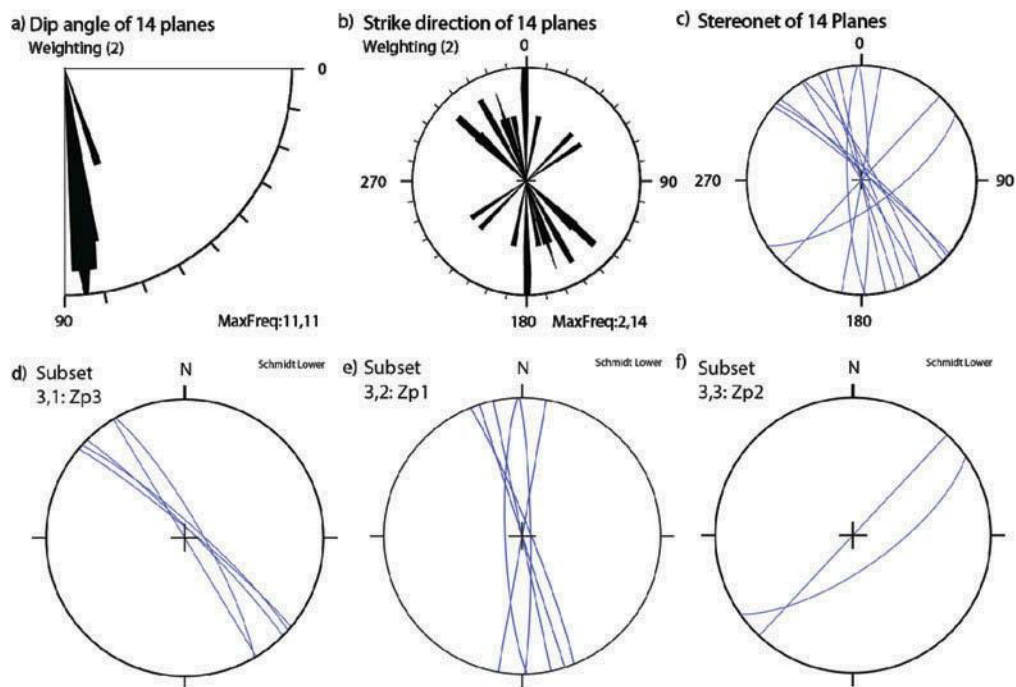 a) Dip angle of 14 planes
Weighting (2)
0
90
MaxFreq:11,11
b) Strike direction of 14 planes
Weighting (2)
0
270
90
180
MaxFreq:2,14
c) Stereonet of 14 Planes
0
270
90
180
d) Subset
3,1: Zp3
N
Schmidt Lower
e) Subset
3,2: Zp1
N
Schmidt Lower
f) Subset
3,3: Zp2
N
Schmidt Lower